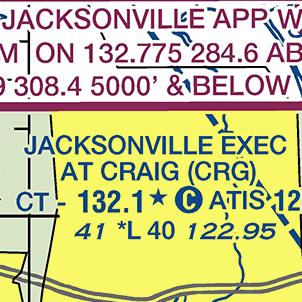 JACKSONVILLE APP W
M ON 132.775 284.6 AB
9 308.4 5000' & BELOW
JACKSONVILLE EXEC
AT CRAIG (CRG)
CT - 132.1★ C ATIS 12
41 *L 40 122.95